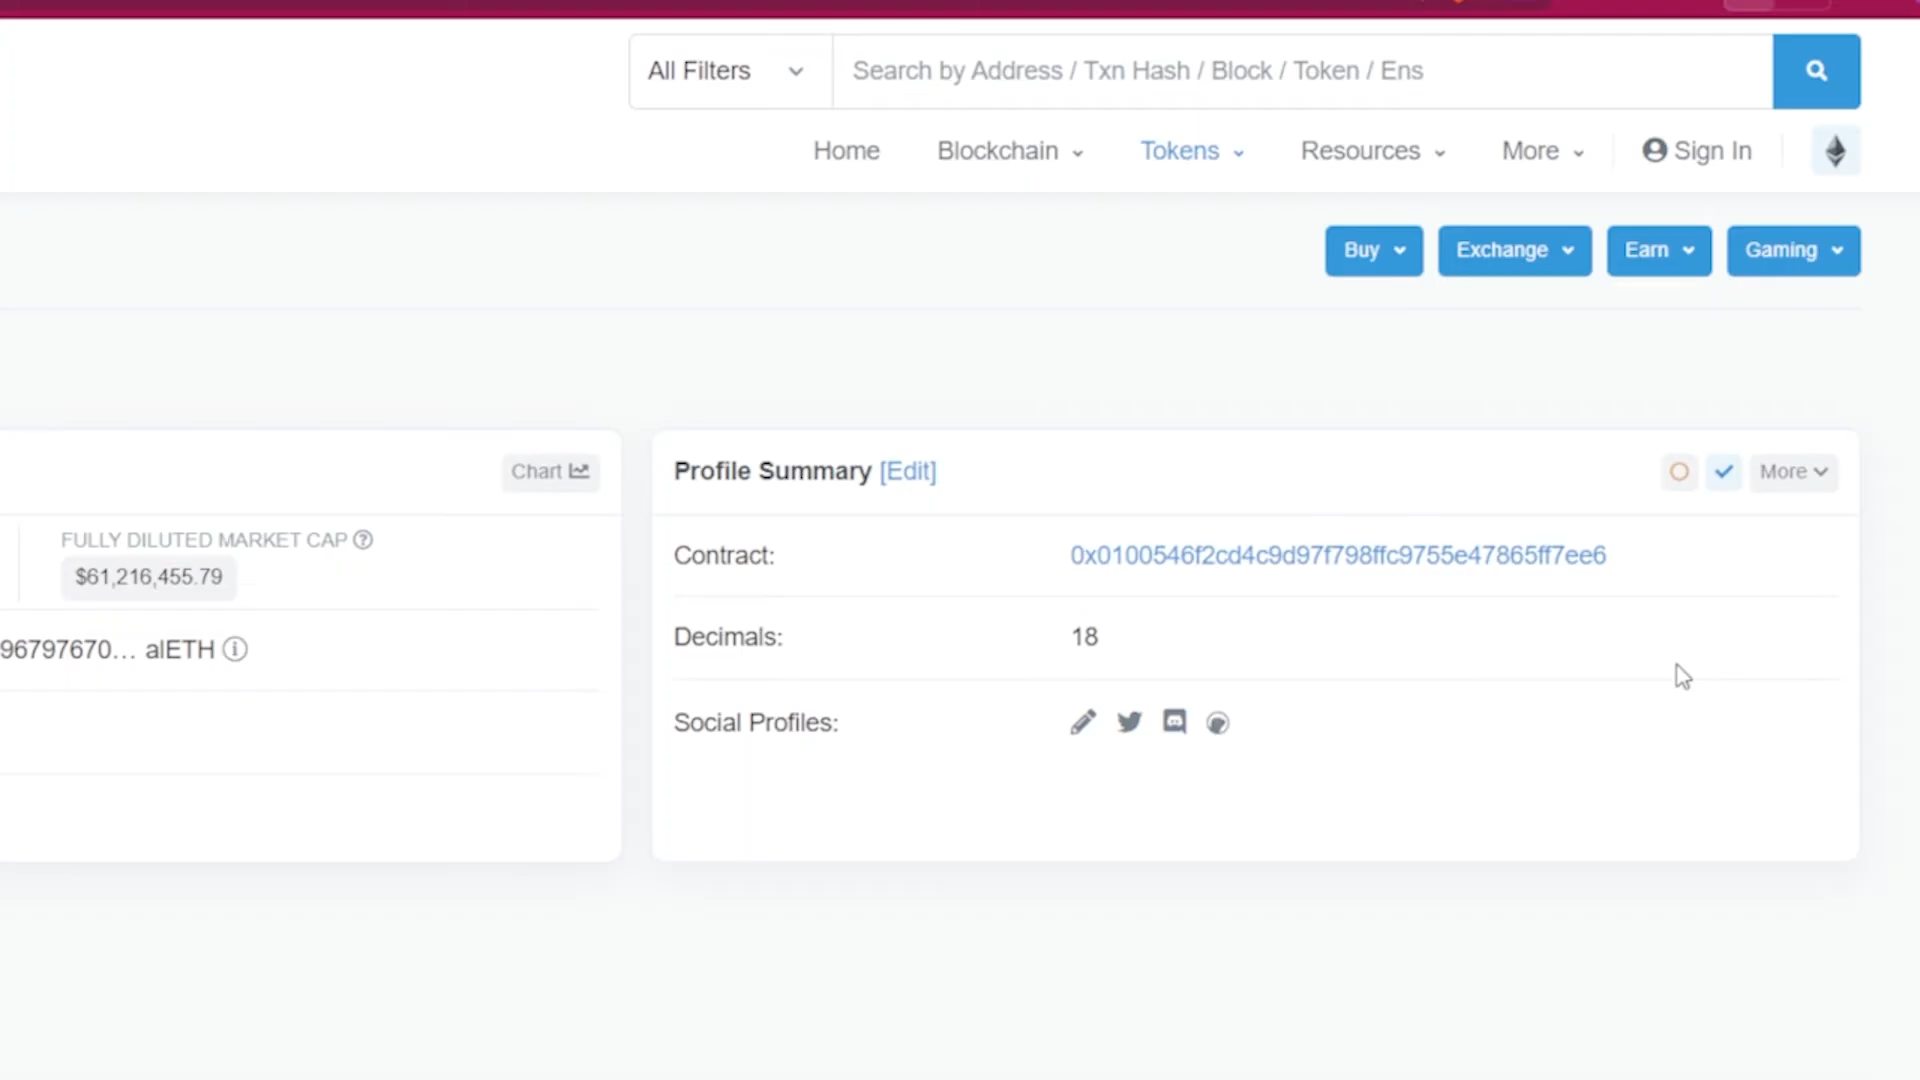 All Filters
Search by Address / Txn Hash / Block / Token / Ens
Home
Blockchain
Tokens
Resources
More
Sign In
Buy
Exchange
Earn
Gaming
Chart
FULLY DILUTED MARKET CAP
$61,216,455.79
96797670... alETH
Profile Summary [Edit]
More
Contract:
0x0100546f2cd4c9d97f798ffc9755e47865ff7ee6
Decimals:
18
Social Profiles: